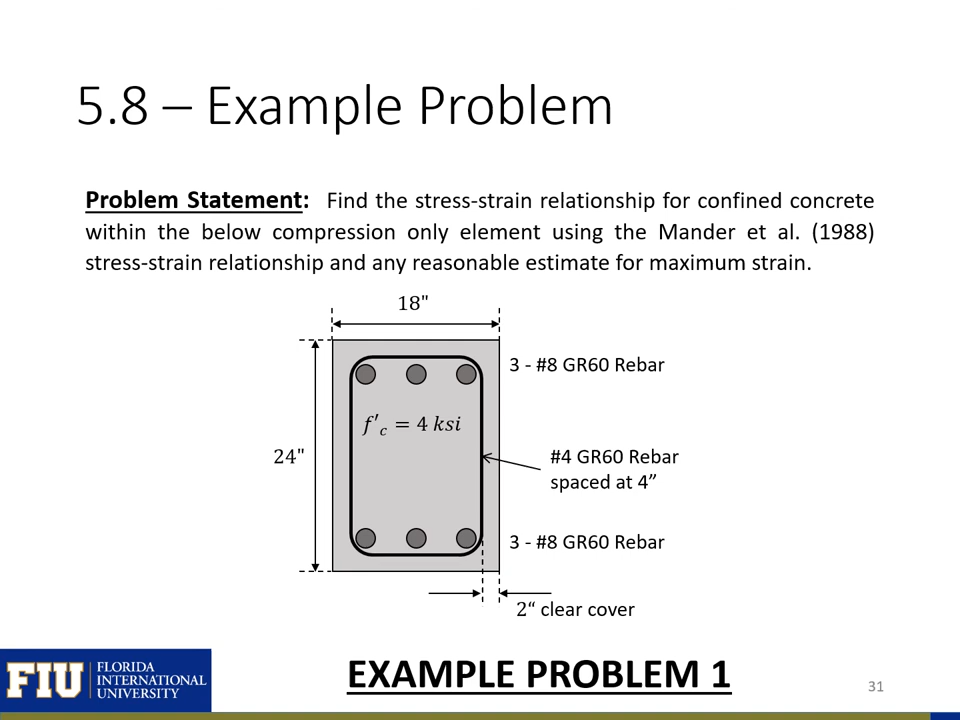 5.8 – Example Problem
Problem Statement: Find the stress-strain relationship for confined concrete
within the below compression only element using the Mander et al. (1988)
stress-strain relationship and any reasonable estimate for maximum strain.
18"
3 - #8 GR60 Rebar
f'c = 4 ksi
24"
#4 GR60 Rebar
spaced at 4”
3 - #8 GR60 Rebar
2“ clear cover
EXAMPLE PROBLEM 1
FIU
FLORIDA
INTERNATIONAL
UNIVERSITY
31